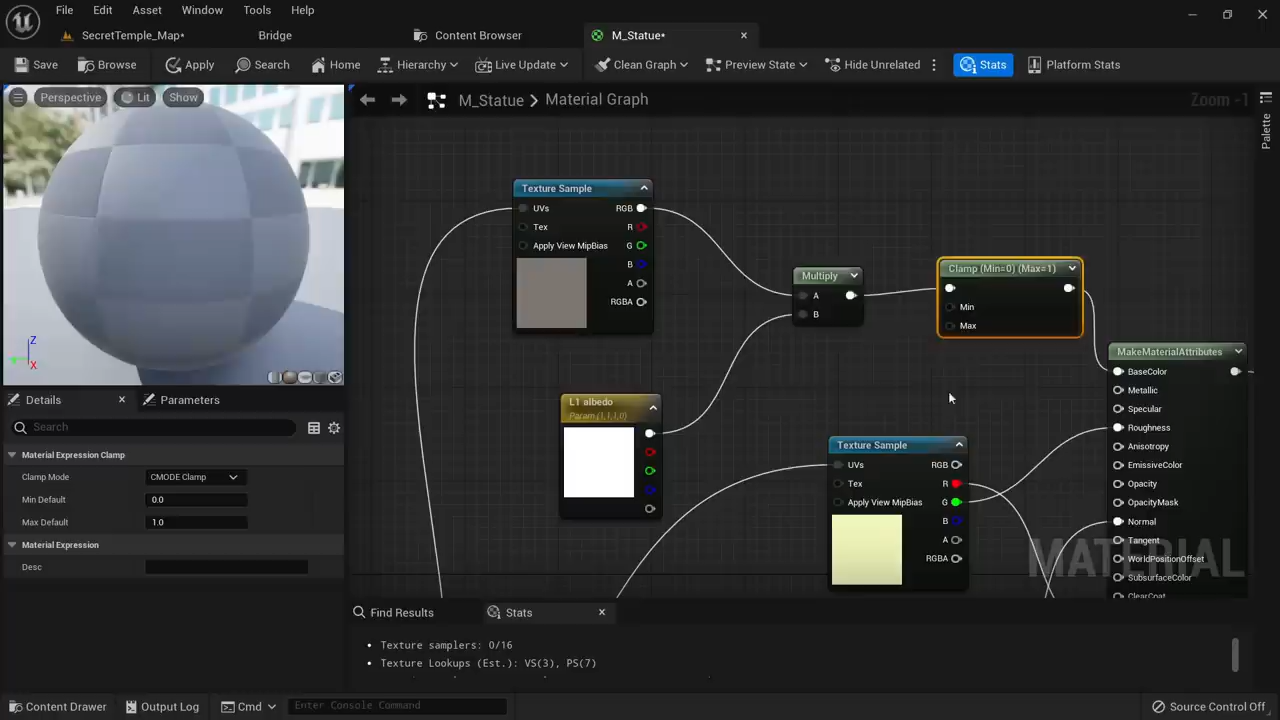 File Edit Asset Window Tools Help
SecretTemple_Map* Bridge Content Browser M_Statue*
Save Browse Apply Search Home Hierarchy Live Update Clean Graph Preview State Hide Unrelated Stats Platform Stats
Perspective Lit Show
M_Statue Material Graph Zoom -1
Palette
Texture Sample
UVs RGB
Tex R
Apply View MipBias G
B
A
RGBA
Multiply
A
B
Clamp (Min=0) (Max=1)
Min
Max
L1 albedo
Param (1,1,1,0)
Texture Sample
UVs RGB
Tex R
Apply View MipBias G
B
A
RGBA
MakeMaterialAttributes
BaseColor
Metallic
Specular
Roughness
Anisotropy
EmissiveColor
Opacity
OpacityMask
Normal
Tangent
WorldPositionOffset
SubsurfaceColor
ClearCoat
MATERIAL
Z
X
Details Parameters
Search
Material Expression Clamp
Clamp Mode CMODE Clamp
Min Default 0.0
Max Default 1.0
Material Expression
Desc
Find Results Stats
Texture samplers: 0/16
Texture Lookups (Est.): VS(3), PS(7)
Content Drawer Output Log Cmd Enter Console Command Source Control Off